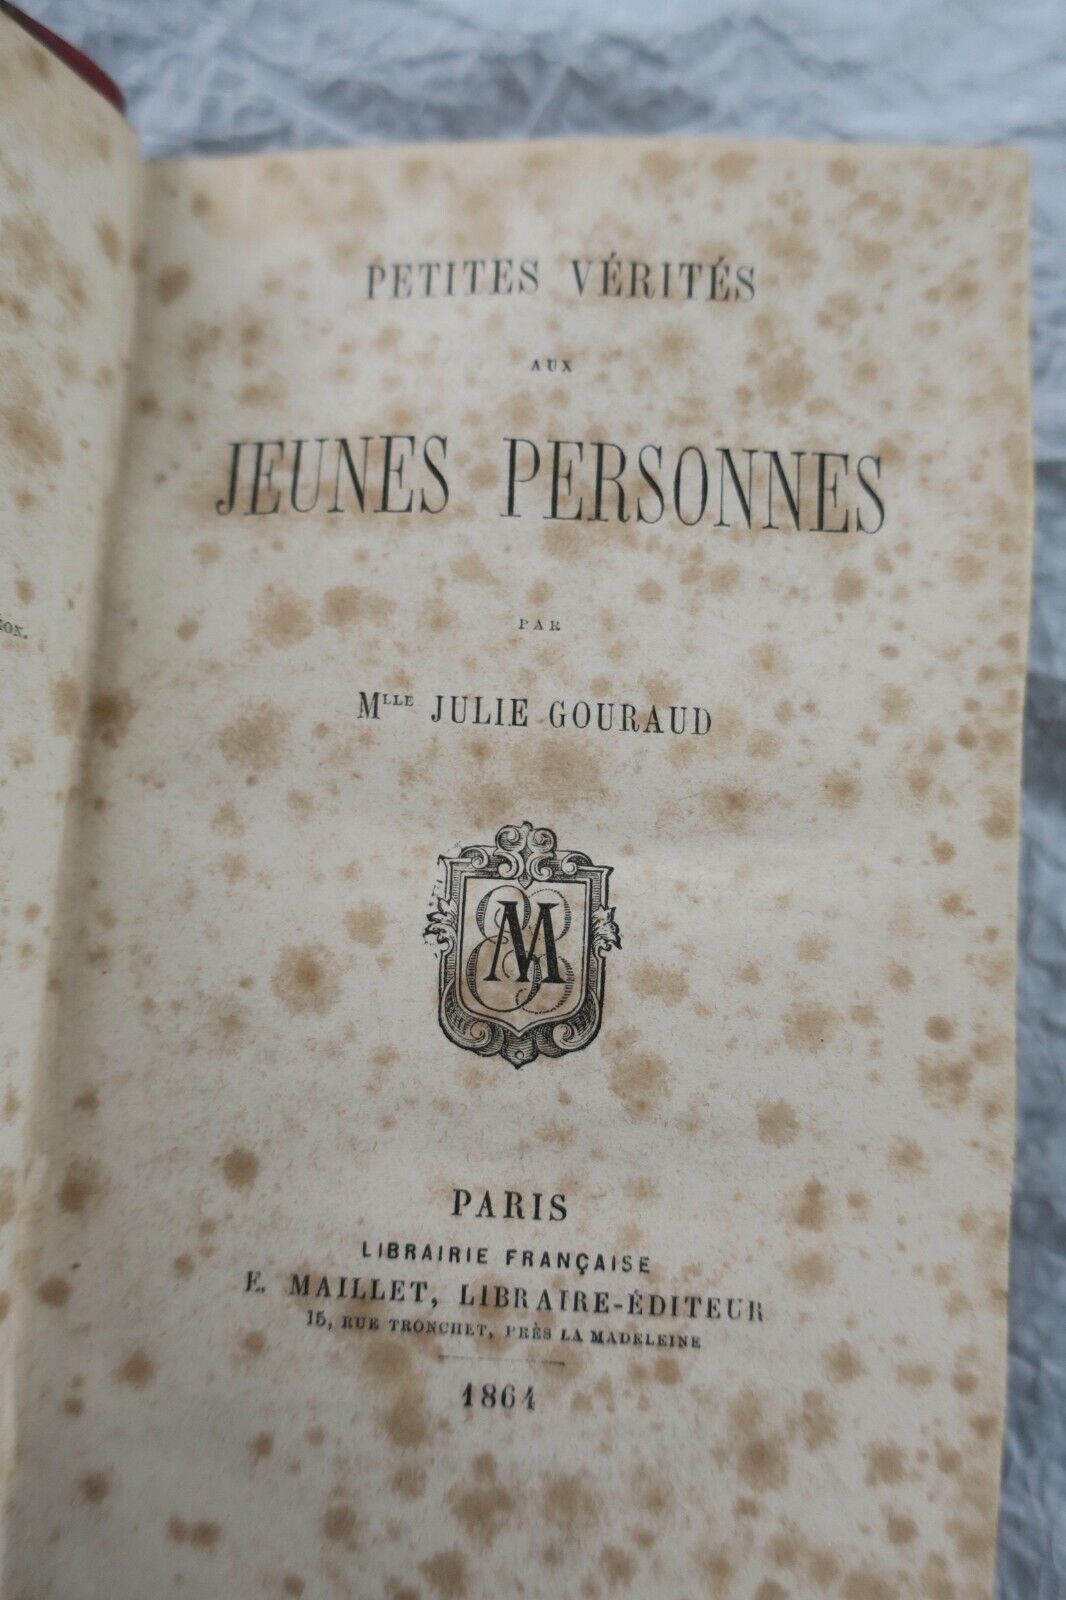 PETITES VÉRITÉS
AUX
JEUNES PERSONNES
PAR
MLLE JULIE GOURAUD
M
PARIS
LIBRAIRIE FRANÇAISE
E. MAILLET, LIBRAIRE-ÉDITEUR
15, RUE TRONCHET, PRÈS LA MADELEINE
1864